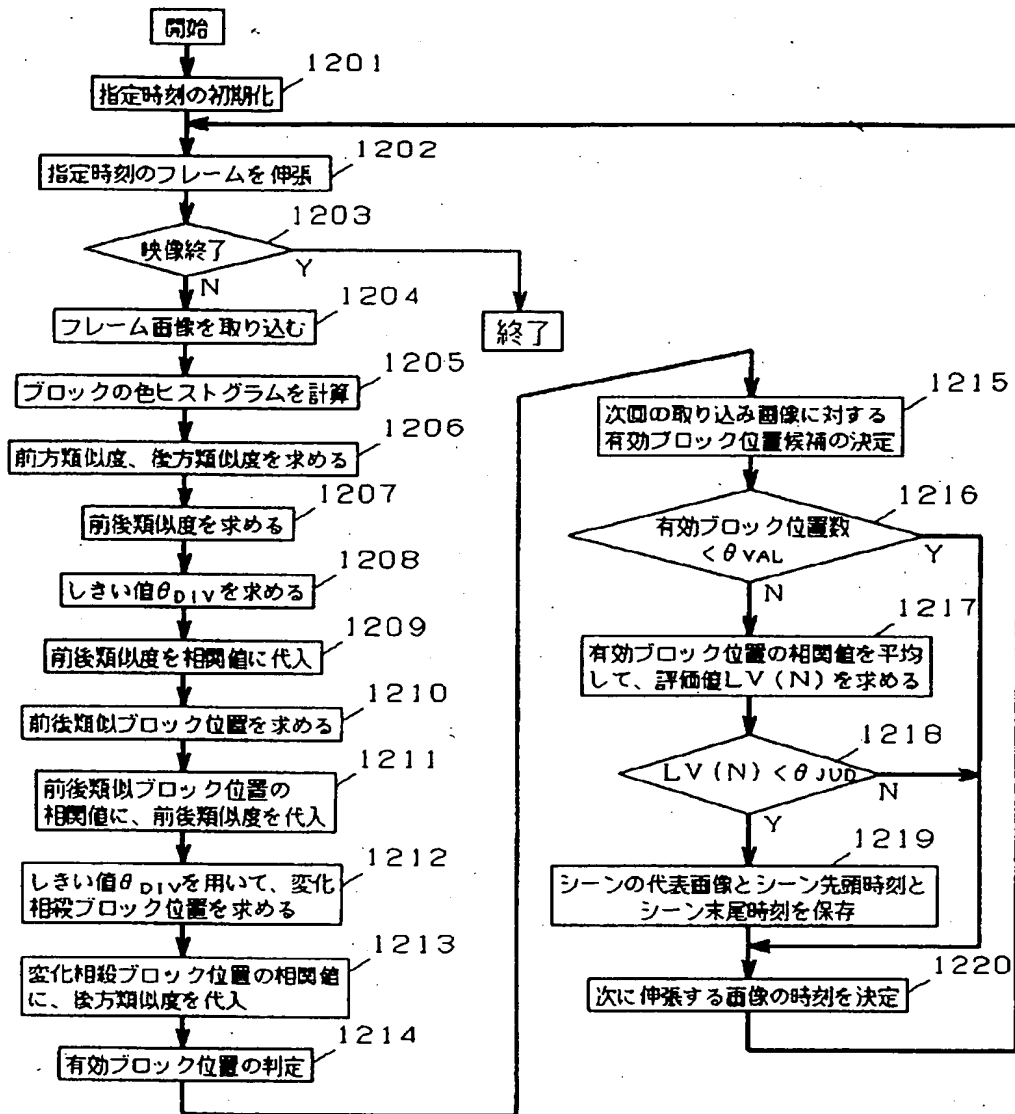 開始
1201
指定時刻の初期化
1202
指定時刻のフレームを伸張
1203
映像終了
Y
N
1204
終了
フレーム画像を取り込む
1205
ブロックの色ヒストグラムを計算
1206
前方類似度、後方類似度を求める
1207
前後類似度を求める
1208
しきい値θDIVを求める
1209
前後類似度を相関値に代入
1210
前後類似ブロック位置を求める
1211
前後類似ブロック位置の
相関値に、前後類似度を代入
1212
しきい値θDIVを用いて、変化
相殺ブロック位置を求める
1213
変化相殺ブロック位置の相関値
に、後方類似度を代入
1214
有効ブロック位置の判定
1215
次回の取り込み画像に対する
有効ブロック位置候補の決定
1216
有効ブロック位置数
<θVAL
Y
N
1217
有効ブロック位置の相関値を平均
して、評価値LV(N)を求める
1218
LV(N)<θJUD
N
Y
1219
シーンの代表画像とシーン先頭時刻と
シーン末尾時刻を保存
1220
次に伸張する画像の時刻を決定